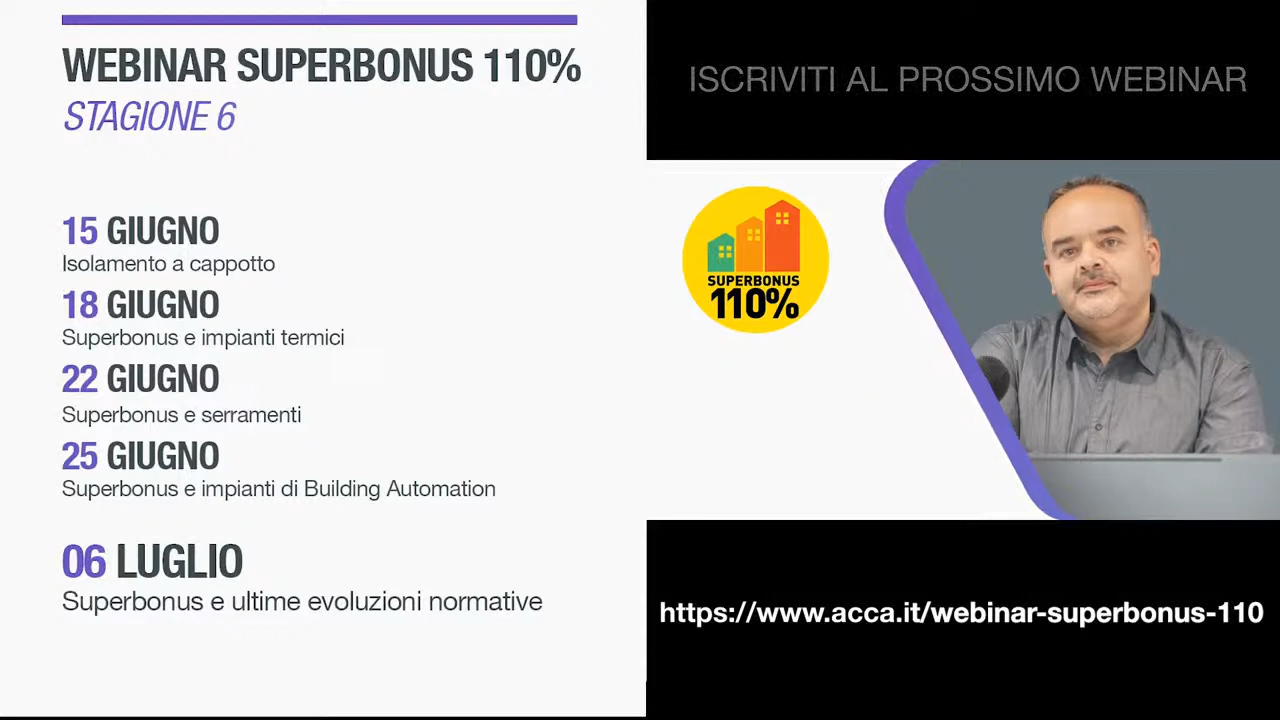 WEBINAR SUPERBONUS 110%
STAGIONE 6
15 GIUGNO
Isolamento a cappotto
18 GIUGNO
Superbonus e impianti termici
22 GIUGNO
Superbonus e serramenti
25 GIUGNO
Superbonus e impianti di Building Automation
06 LUGLIO
Superbonus e ultime evoluzioni normative
ISCRIVITI AL PROSSIMO WEBINAR
SUPERBONUS
110%
https://www.acca.it/webinar-superbonus-110